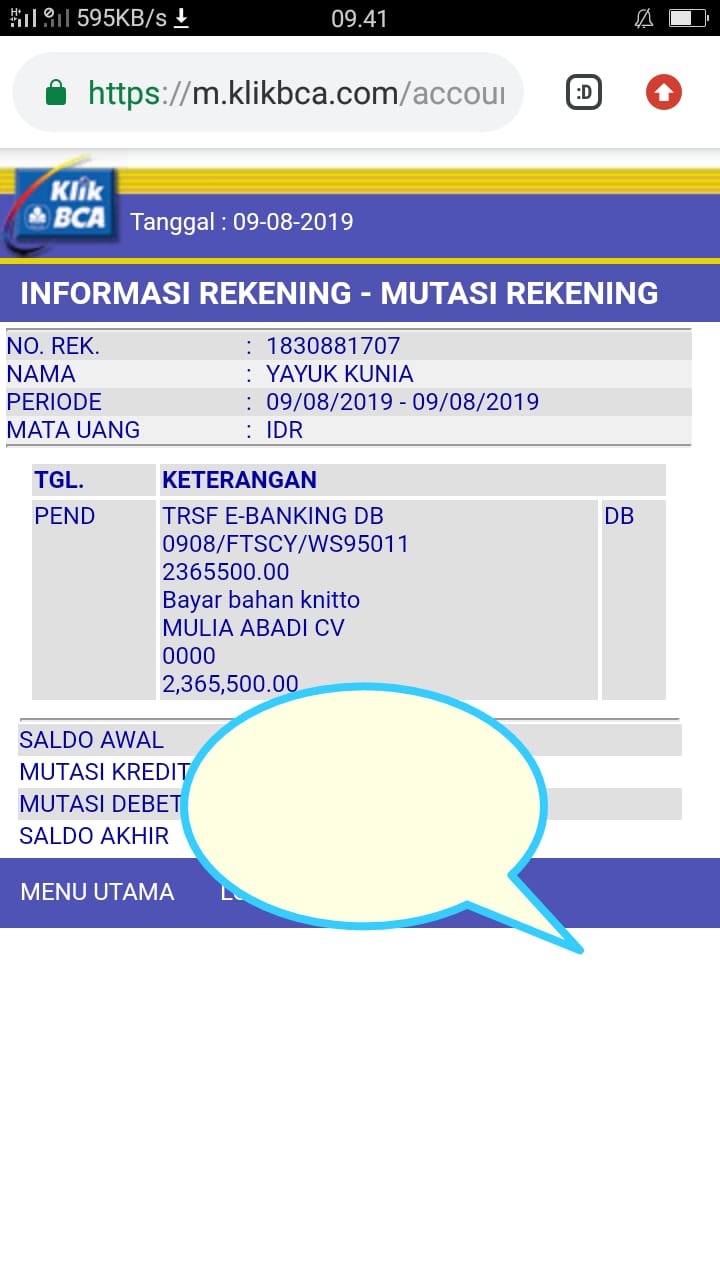 595KB/s 09.41
https://m.klikbca.com/accour
:D
Klik
BCA
Tanggal : 09-08-2019
INFORMASI REKENING - MUTASI REKENING
NO. REK. : 1830881707
NAMA : YAYUK KUNIA
PERIODE : 09/08/2019 - 09/08/2019
MATA UANG : IDR
TGL. KETERANGAN
PEND TRSF E-BANKING DB DB
0908/FTSCY/WS95011
2365500.00
Bayar bahan knitto
MULIA ABADI CV
0000
2,365,500.00
SALDO AWAL
MUTASI KREDIT
MUTASI DEBET
SALDO AKHIR
MENU UTAMA